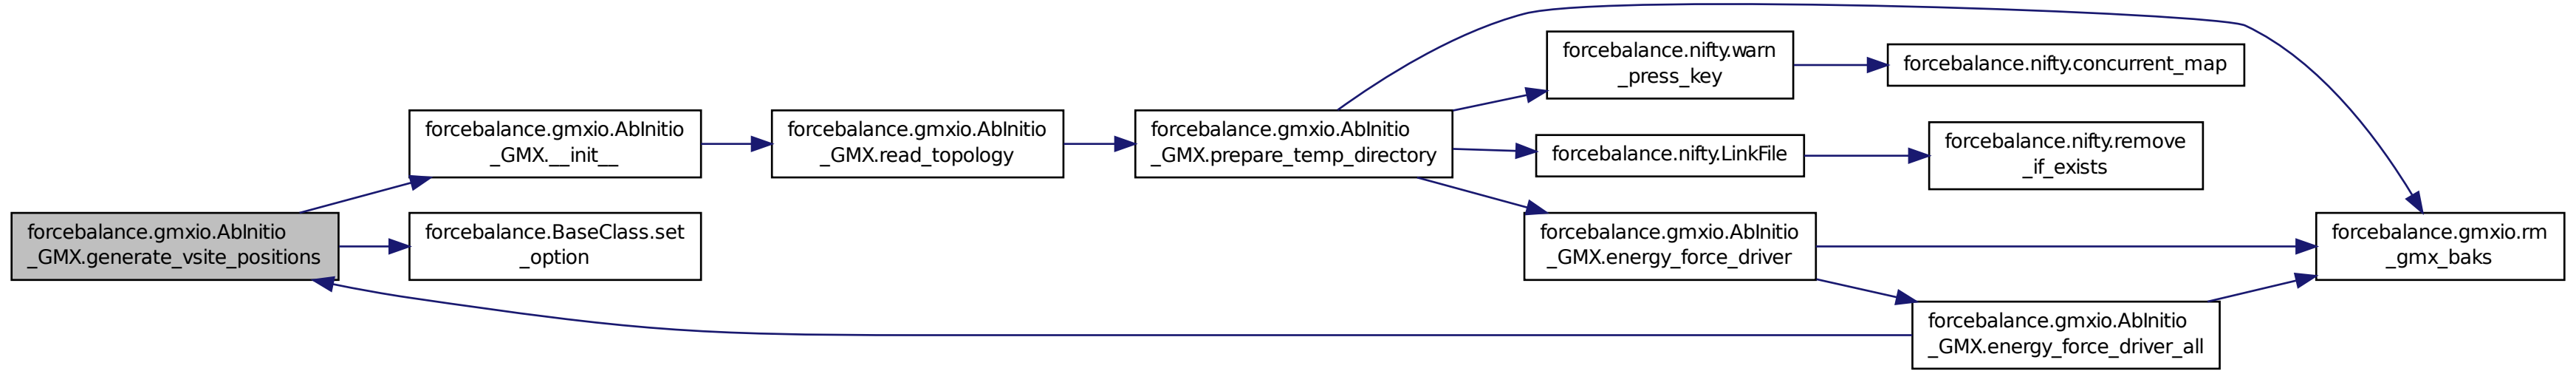 forcebalance.gmxio.AbInitio
_GMX.generate_vsite_positions
forcebalance.gmxio.AbInitio
_GMX.__init__
forcebalance.BaseClass.set
_option
forcebalance.gmxio.AbInitio
_GMX.read_topology
forcebalance.gmxio.AbInitio
_GMX.prepare_temp_directory
forcebalance.nifty.warn
_press_key
forcebalance.nifty.LinkFile
forcebalance.gmxio.AbInitio
_GMX.energy_force_driver
forcebalance.nifty.concurrent_map
forcebalance.nifty.remove
_if_exists
forcebalance.gmxio.AbInitio
_GMX.energy_force_driver_all
forcebalance.gmxio.rm
_gmx_baks